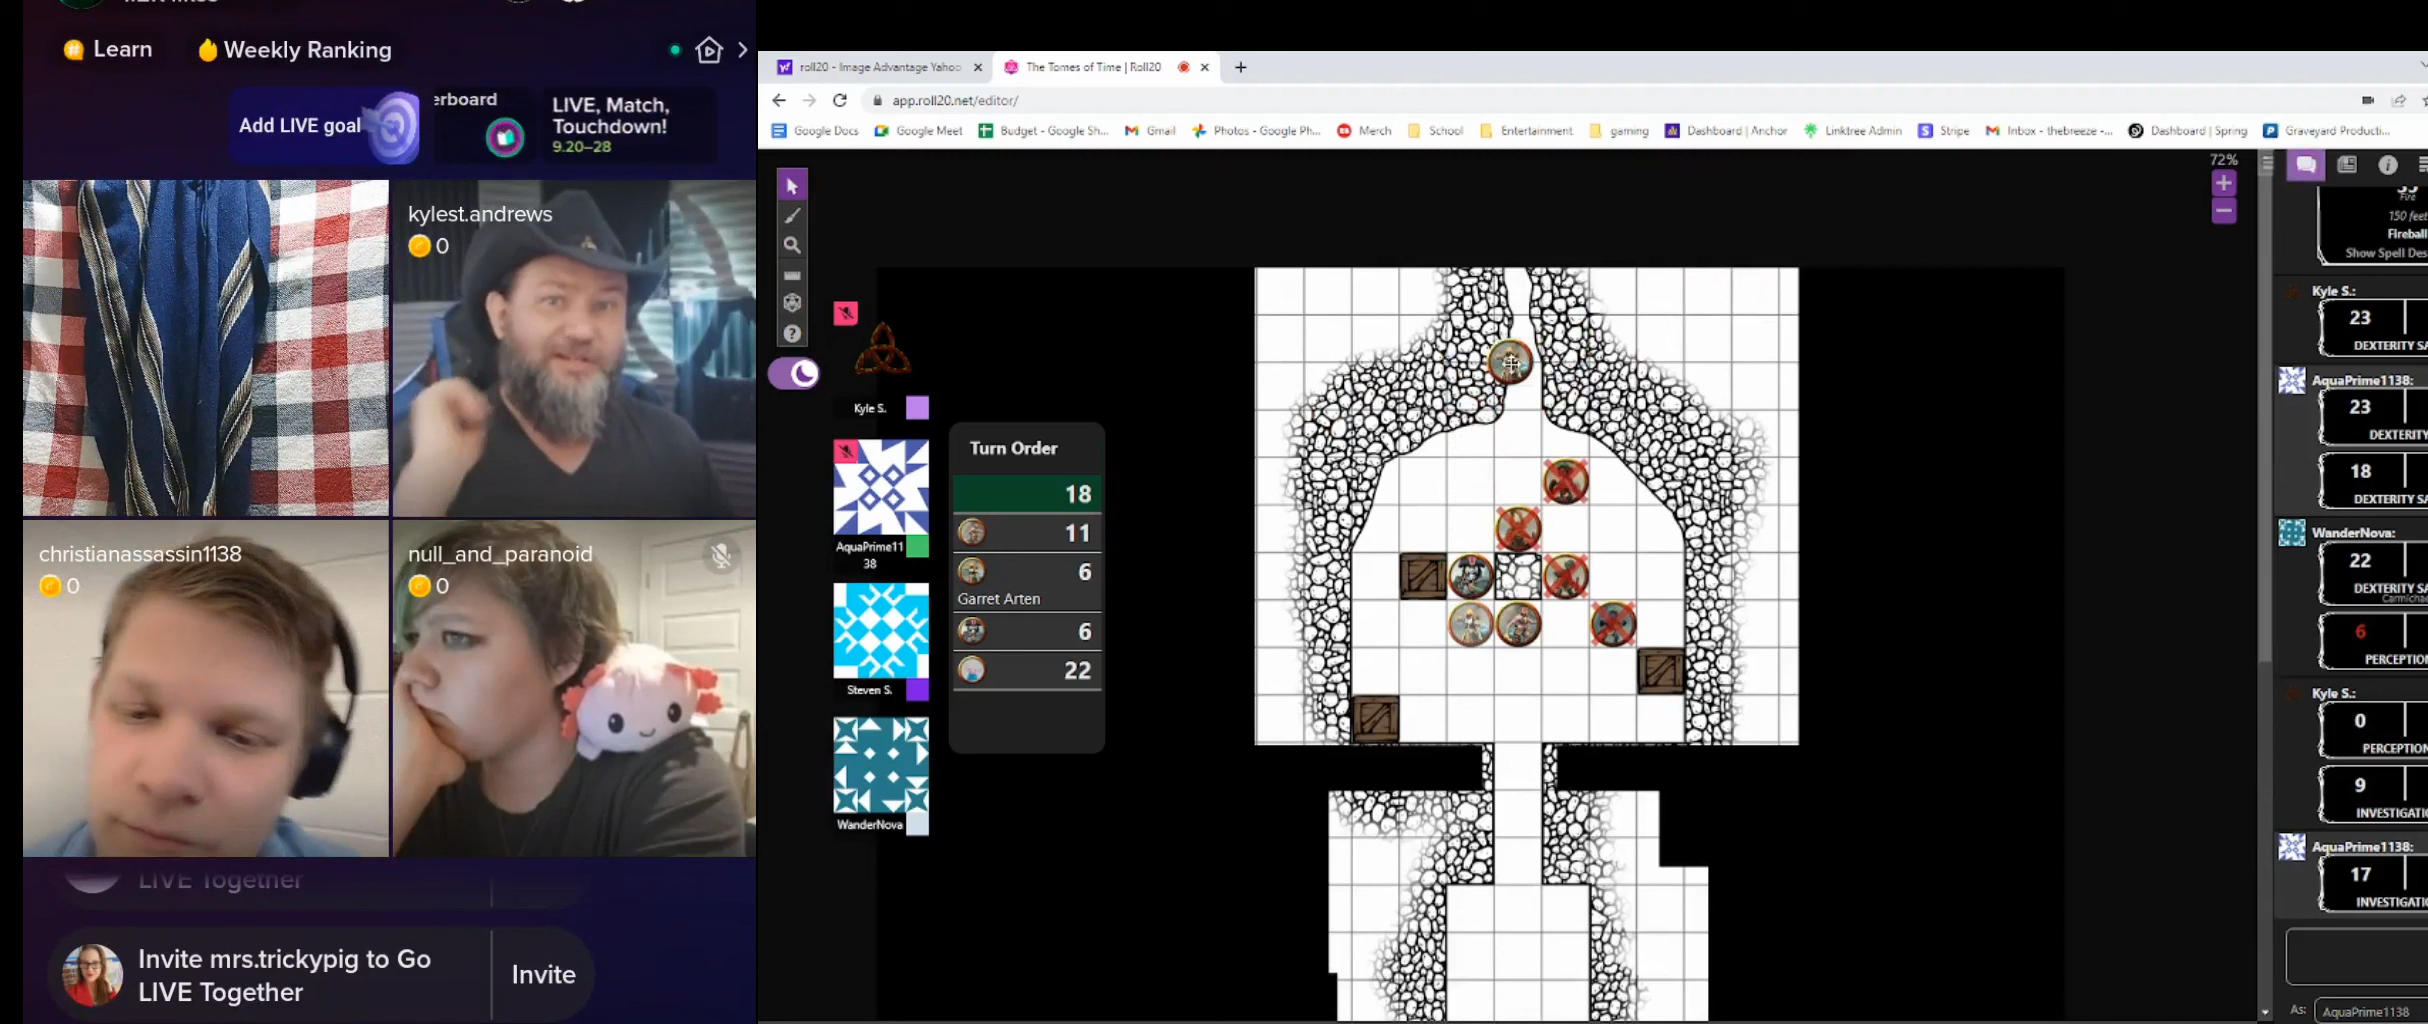 Learn
Weekly Ranking
Add LIVE goal
erboard
LIVE, Match,
Touchdown!
9.20–28
kylest.andrews
0
christianassassin1138
0
null_and_paranoid
0
LIVE Together
Invite mrs.trickypig to Go
LIVE Together
Invite
roll20 - Image Advantage Yahoo
The Tomes of Time | Roll20
app.roll20.net/editor/
Google Docs
Google Meet
Budget - Google Sh...
Gmail
Photos - Google Ph...
Merch
School
Entertainment
gaming
Dashboard | Anchor
Linktree Admin
Stripe
Inbox - thebreeze -...
Dashboard | Spring
Graveyard Producti...
72%
Kyle S.
AquaPrime11
38
Steven S.
WanderNova
Turn Order
18
11
6
Garret Arten
6
22
Fire
150 feet
Fireball
Show Spell Des
Kyle S.:
23
DEXTERITY SA
AquaPrime1138:
23
DEXTERITY
18
DEXTERITY SA
WanderNova:
22
DEXTERITY SA
Carmicha
6
PERCEPTION
Kyle S.:
0
PERCEPTION
9
INVESTIGATI
AquaPrime1138:
17
INVESTIGATI
As:
AquaPrime1138